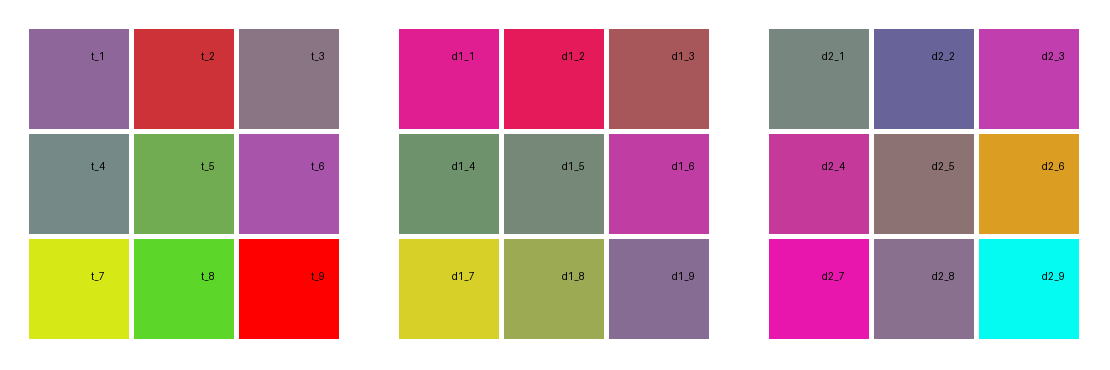 t_1 t_2 t_3 d1_1 d1_2 d1_3 d2_1 d2_2 d2_3
t_4 t_5 t_6 d1_4 d1_5 d1_6 d2_4 d2_5 d2_6
t_7 t_8 t_9 d1_7 d1_8 d1_9 d2_7 d2_8 d2_9